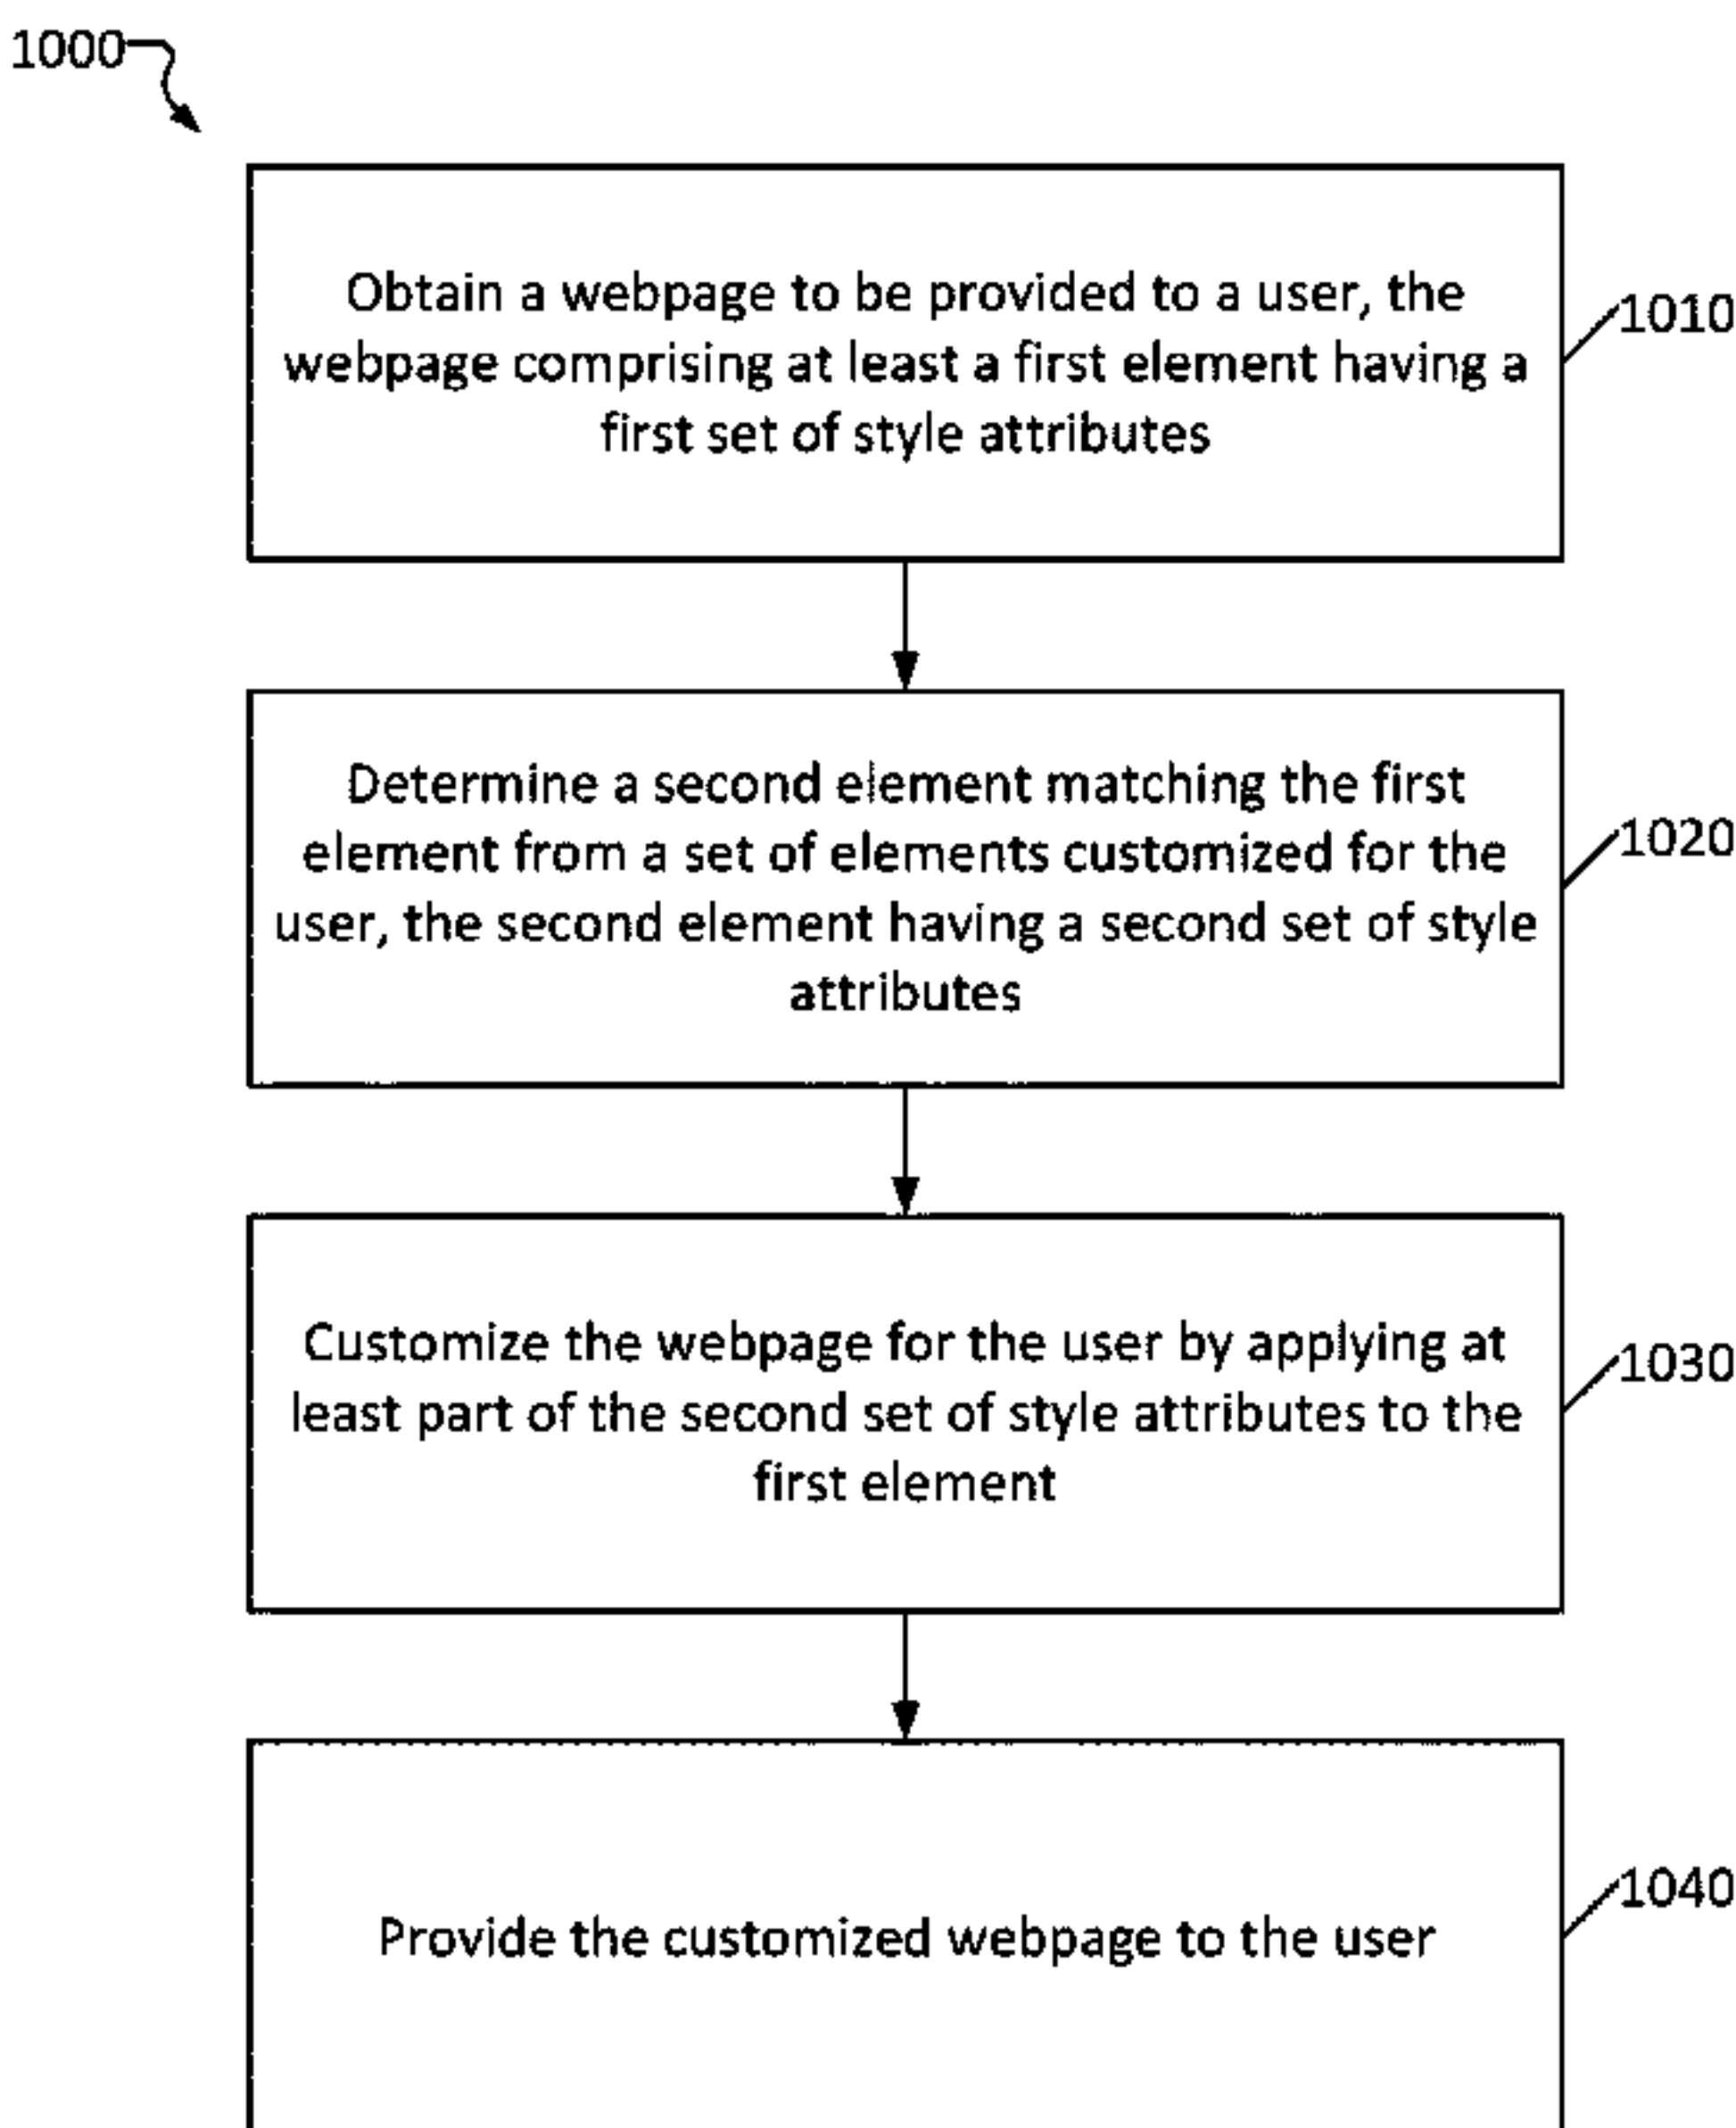 1000
Obtain a webpage to be provided to a user, the
webpage comprising at least a first element having a
first set of style attributes
1010
Determine a second element matching the first
element from a set of elements customized for the
user, the second element having a second set of style
attributes
1020
Customize the webpage for the user by applying at
least part of the second set of style attributes to the
first element
1030
Provide the customized webpage to the user
1040